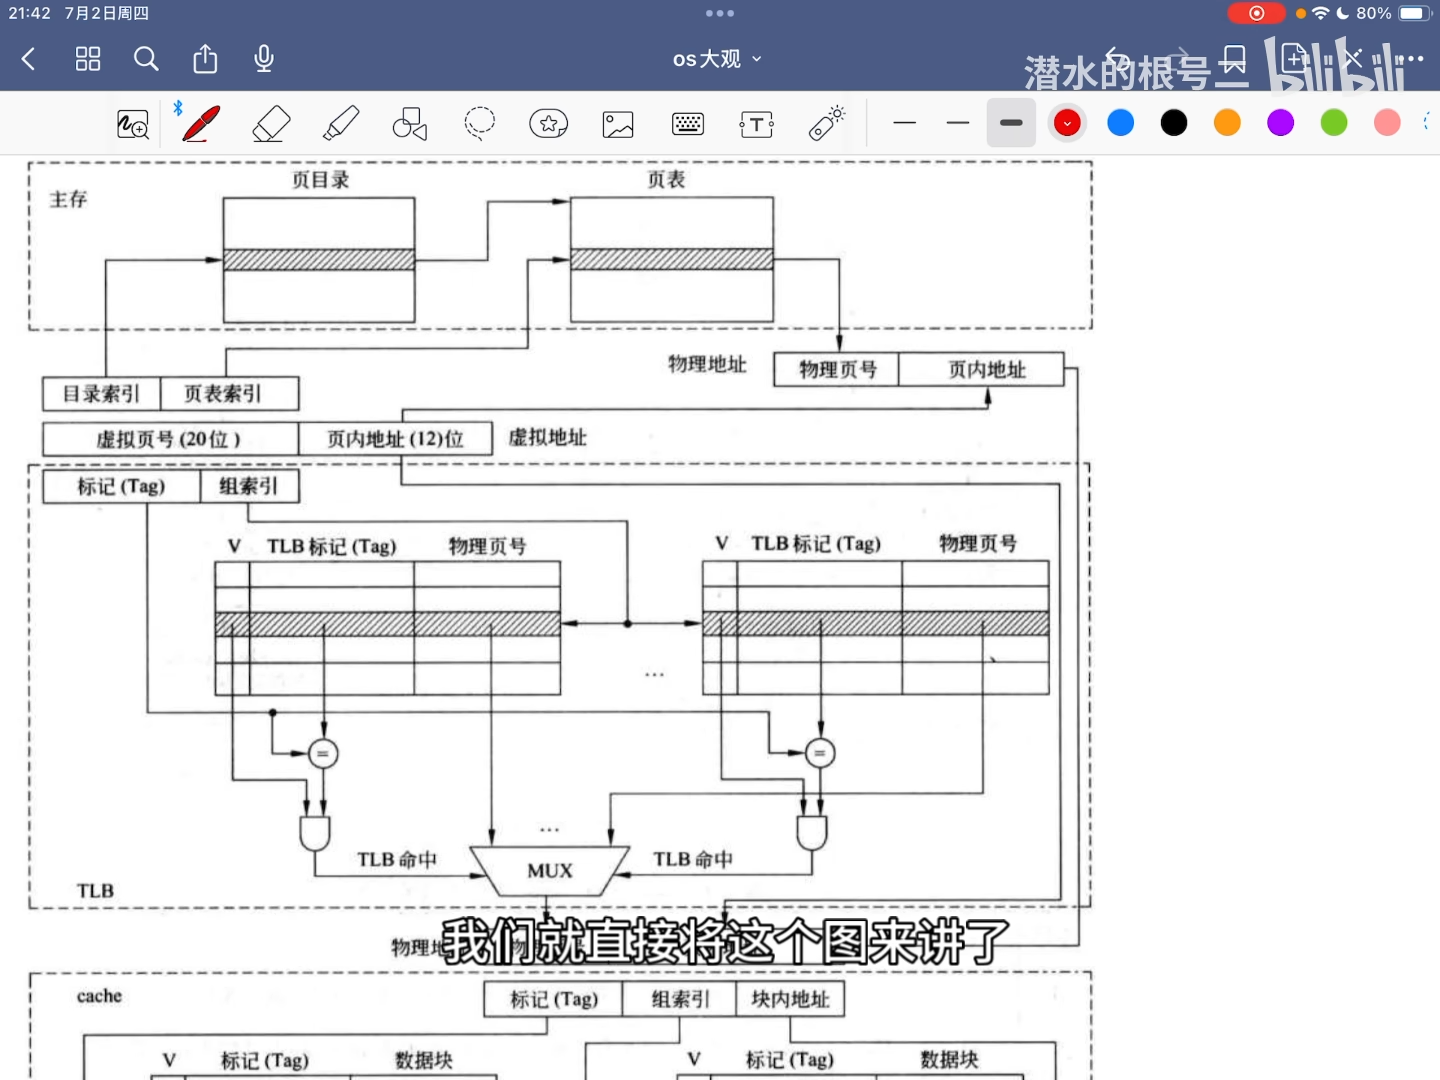 21:42 7月2日周四
80%
os大观
潜水的根号二 bilibili
页目录
页表
主存
物理地址
物理页号
页内地址
目录索引
页表索引
虚拟页号(20位)
页内地址(12)位
虚拟地址
标记(Tag)
组索引
V TLB标记(Tag) 物理页号
V TLB标记(Tag) 物理页号
...
=
=
...
TLB命中
MUX
TLB命中
TLB
物理地
我们就直接将这个图来讲了
cache
标记(Tag)
组索引
块内地址
V 标记(Tag) 数据块
V 标记(Tag) 数据块